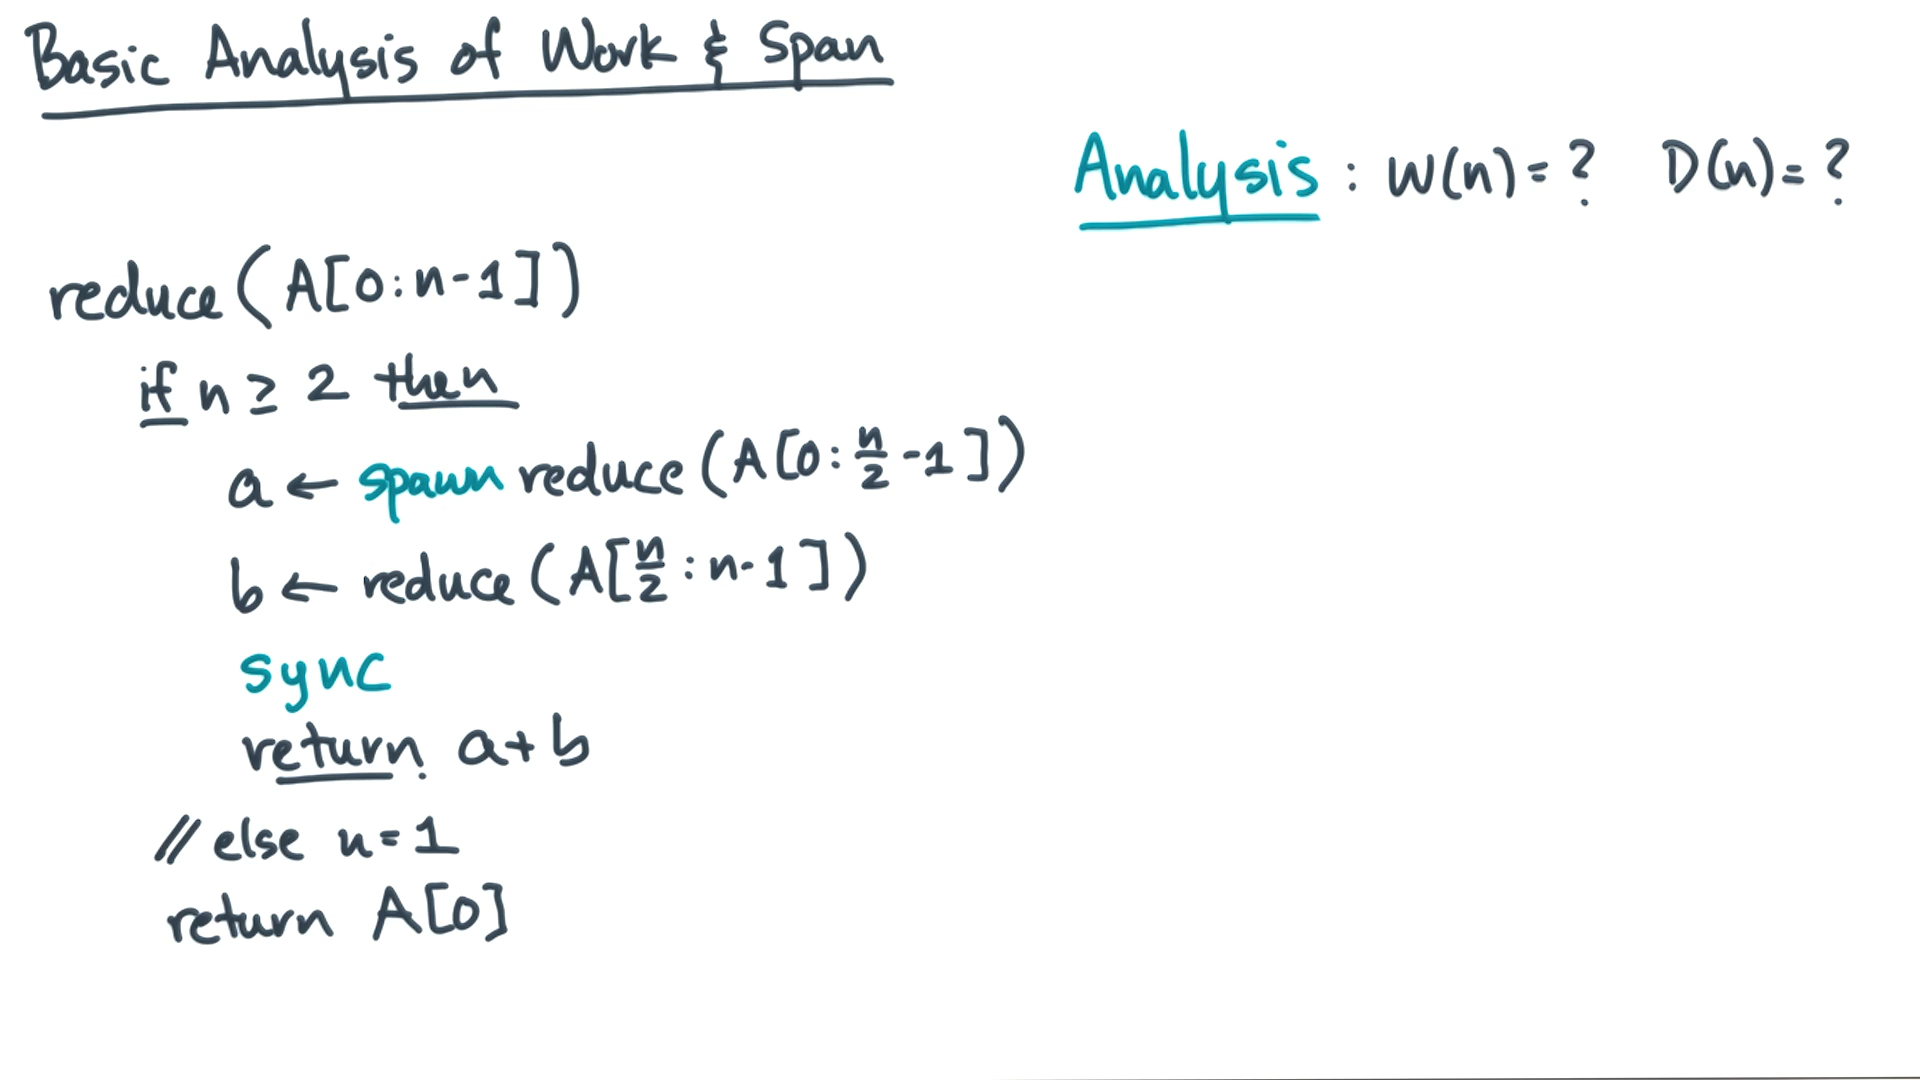 Basic Analysis of Work & Span
Analysis : W(n) = ? D(n) = ?
reduce (A[0:n-1])
if n ≥ 2 then
a ← spawn reduce (A[0:n/2-1])
b ← reduce (A[n/2:n-1])
sync
return a+b
// else n=1
return A[0]